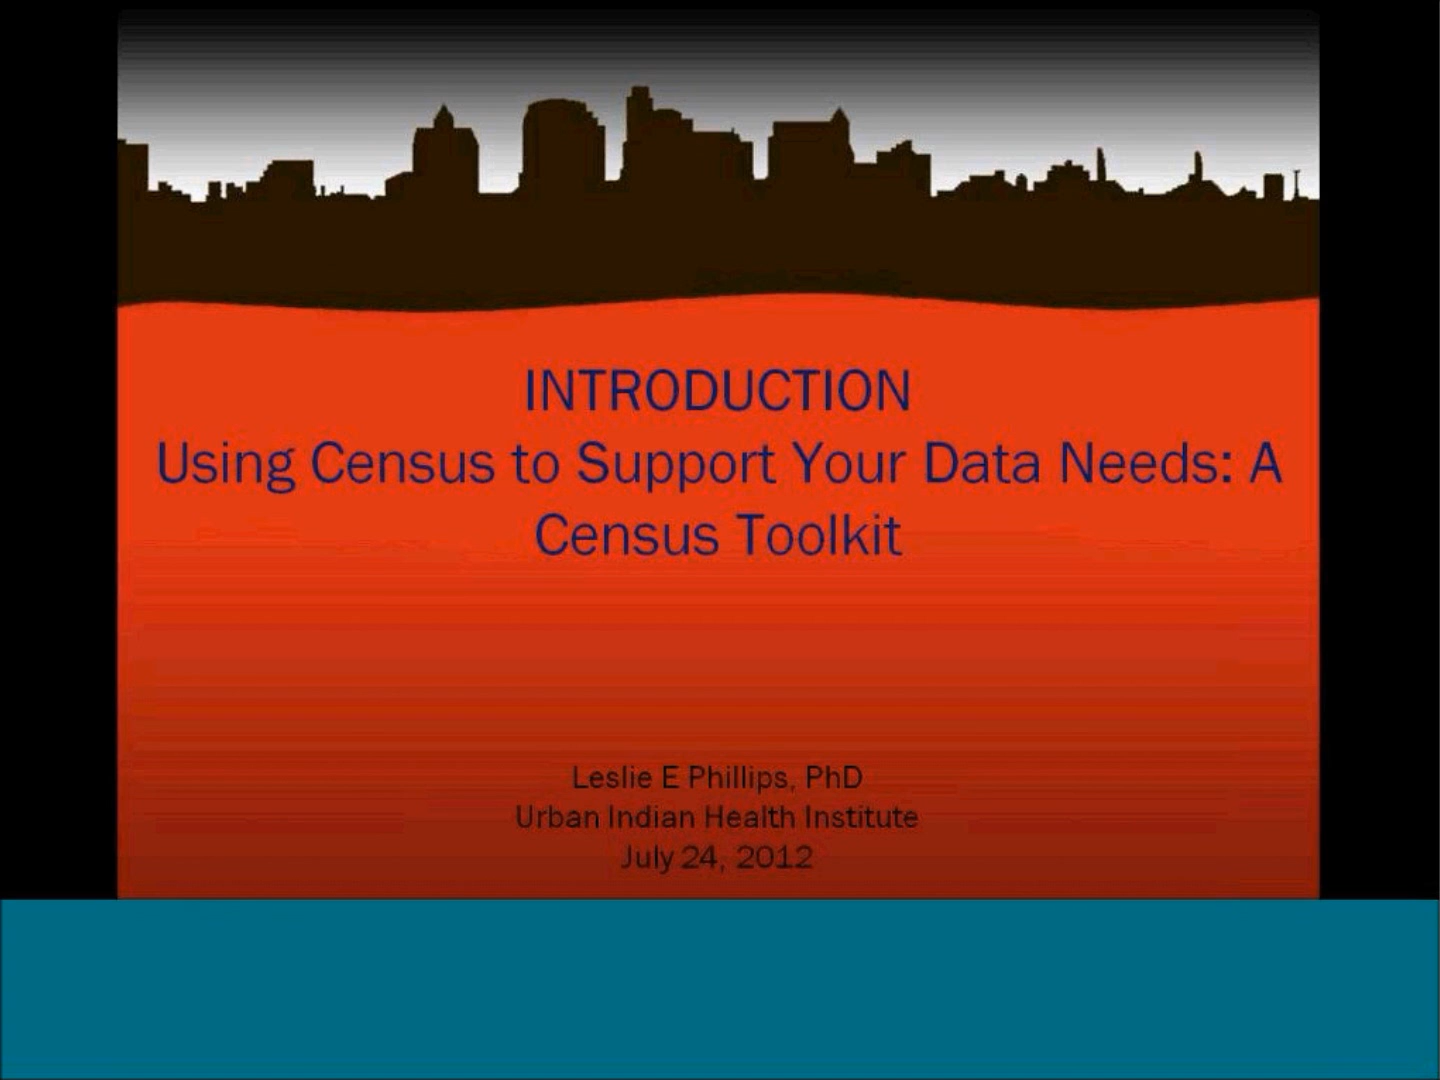 INTRODUCTION
Using Census to Support Your Data Needs: A
Census Toolkit
Leslie E Phillips, PhD
Urban Indian Health Institute
July 24, 2012